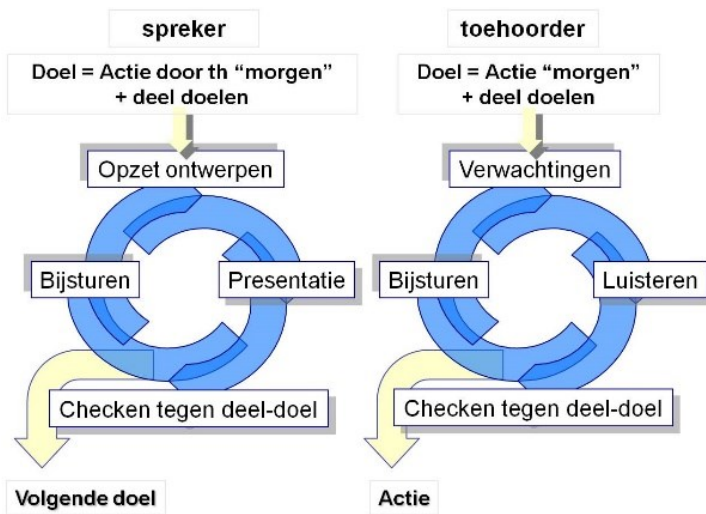 spreker
Doel = Actie door th “morgen”
+ deel doelen
Opzet ontwerpen
Bijsturen
Presentatie
Checken tegen deel-doel
Volgende doel
toehoorder
Doel = Actie “morgen”
+ deel doelen
Verwachtingen
Bijsturen
Luisteren
Checken tegen deel-doel
Actie